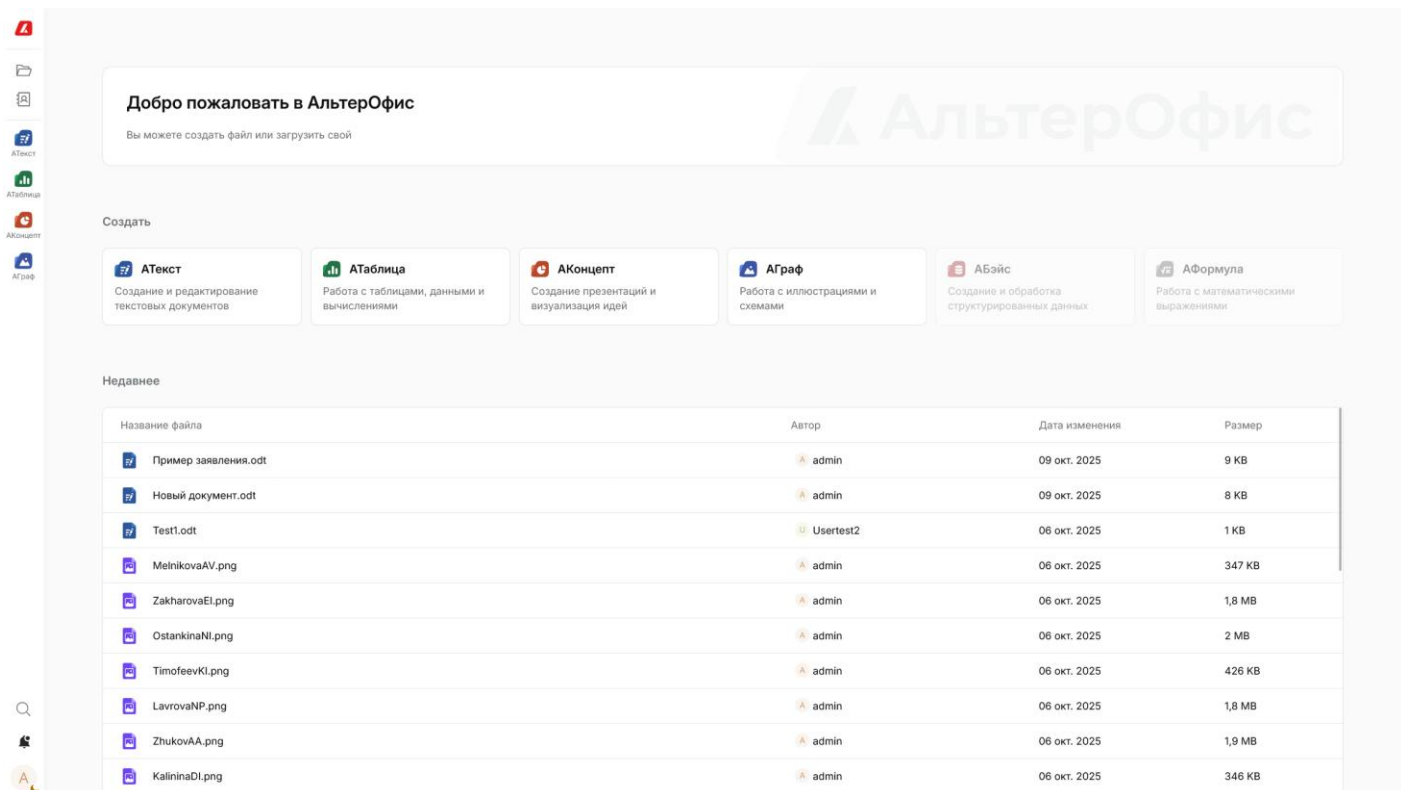 Добро пожаловать в АльтерОфис
Вы можете создать файл или загрузить свой
АльтерОфис
АТекст
АТаблица
АКонцепт
АГраф
Создать
АТекст
Создание и редактирование
текстовых документов
АТаблица
Работа с таблицами, данными и
вычислениями
АКонцепт
Создание презентаций и
визуализация идей
АГраф
Работа с иллюстрациями и
схемами
АБэйс
Создание и обработка
структурированных данных
АФормула
Работа с математическими
выражениями
Недавнее
Название файла Автор Дата изменения Размер
Пример заявления.odt A admin 09 окт. 2025 9 KB
Новый документ.odt A admin 09 окт. 2025 8 KB
Test1.odt U Usertest2 06 окт. 2025 1 KB
MelnikovaAV.png A admin 06 окт. 2025 347 KB
ZakharovaEI.png A admin 06 окт. 2025 1,8 MB
OstankinaNI.png A admin 06 окт. 2025 2 MB
TimofeevKI.png A admin 06 окт. 2025 426 KB
LavrovaNP.png A admin 06 окт. 2025 1,8 MB
ZhukovAA.png A admin 06 окт. 2025 1,9 MB
KalininaDI.png A admin 06 окт. 2025 346 KB
A